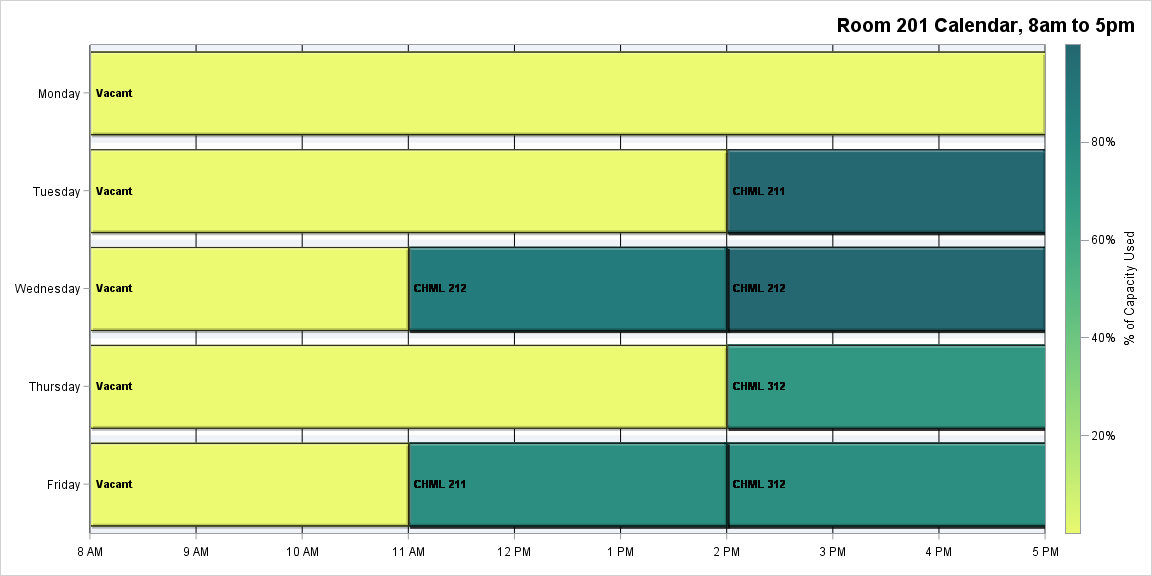 Room 201 Calendar, 8am to 5pm
Monday
Vacant
Tuesday
Vacant
CHML 211
Wednesday
Vacant
CHML 212
CHML 212
Thursday
Vacant
CHML 312
Friday
Vacant
CHML 211
CHML 312
8 AM
9 AM
10 AM
11 AM
12 PM
1 PM
2 PM
3 PM
4 PM
5 PM
80%
60%
40%
20%
% of Capacity Used